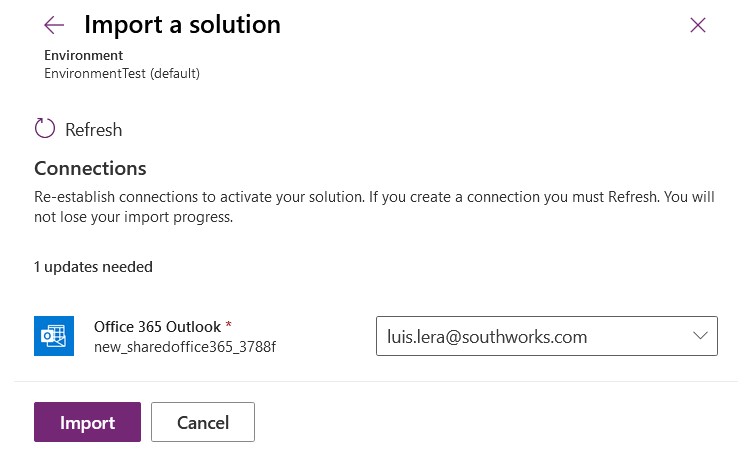 Import a solution
Environment
EnvironmentTest (default)
Refresh
Connections
Re-establish connections to activate your solution. If you create a connection you must Refresh. You will
not lose your import progress.
1 updates needed
Office 365 Outlook *
new_sharedoffice365_3788f
luis.lera@southworks.com
Import
Cancel